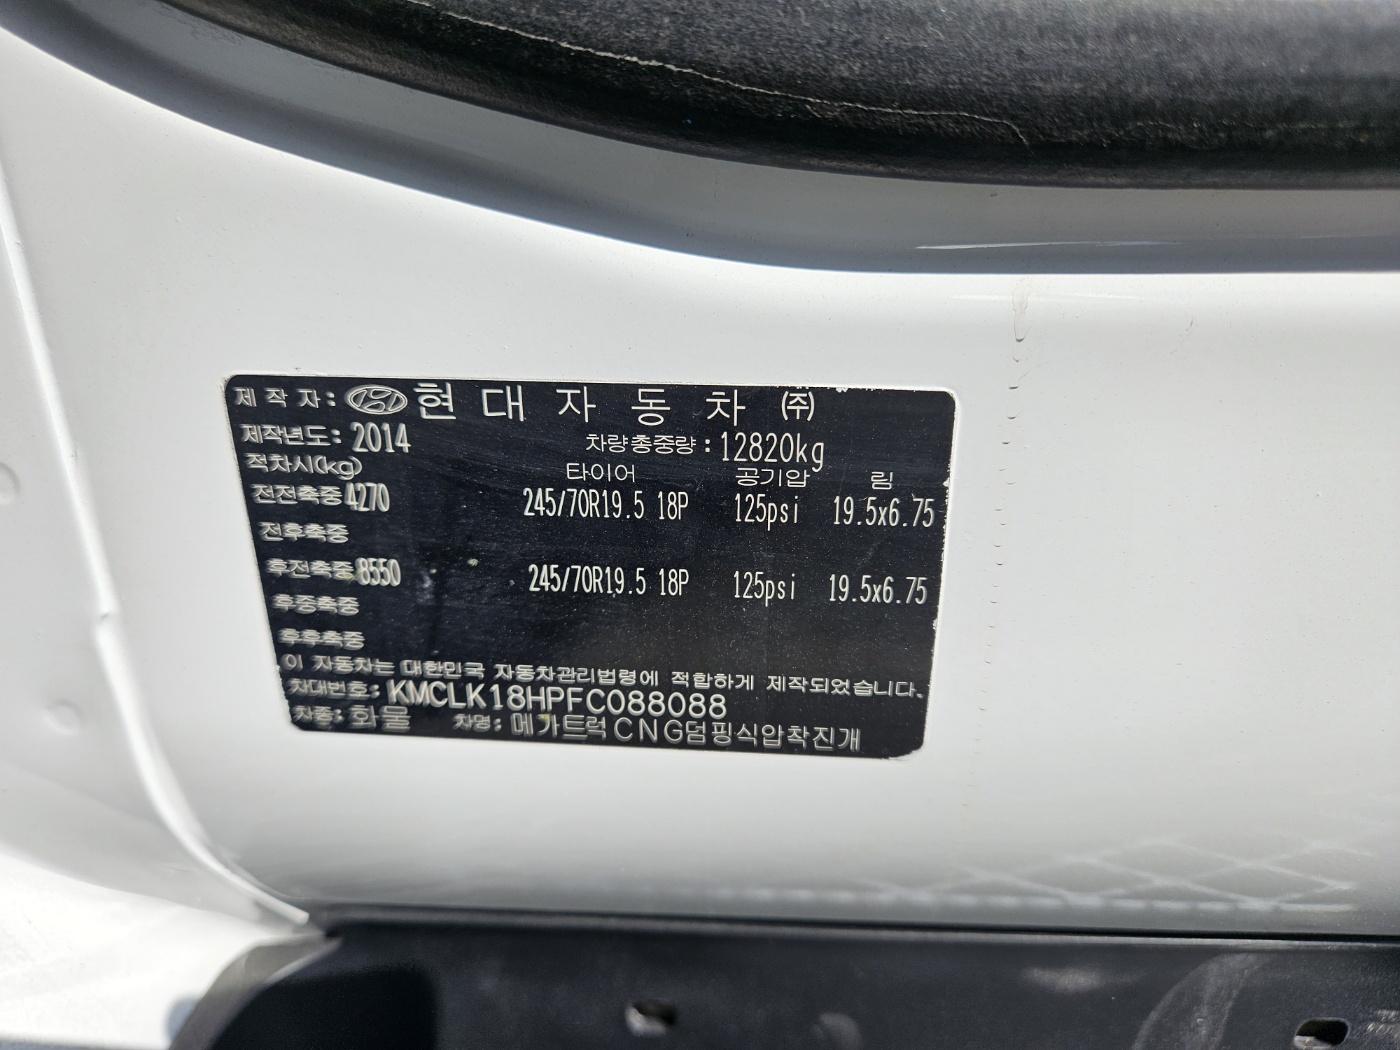 제작자: 현대자동차 (주)
제작년도: 2014 차량총중량: 12820kg
적차시(kg) 타이어 공기압 림
전전축중 4270 245/70R19.5 18P 125psi 19.5x6.75
전후축중
후전축중 8550 245/70R19.5 18P 125psi 19.5x6.75
후중축중
후후축중
이 자동차는 대한민국 자동차관리법령에 적합하게 제작되었습니다.
차대번호: KMCLK18HPFC088088
차종: 화물 차명: 메가트럭CNG덤핑식압착진개